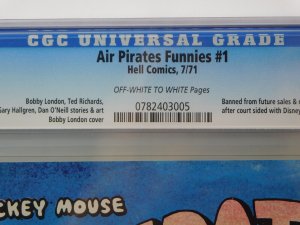 CGC UNIVERSAL GRADE
Air Pirates Funnies #1
Hell Comics, 7/71
OFF-WHITE TO WHITE Pages
Bobby London, Ted Richards,
Gary Hallgren, Dan O'Neill stories & art
Bobby London cover
0782403005
Banned from future sales &
after court sided with Disney
CKEY MOUSE